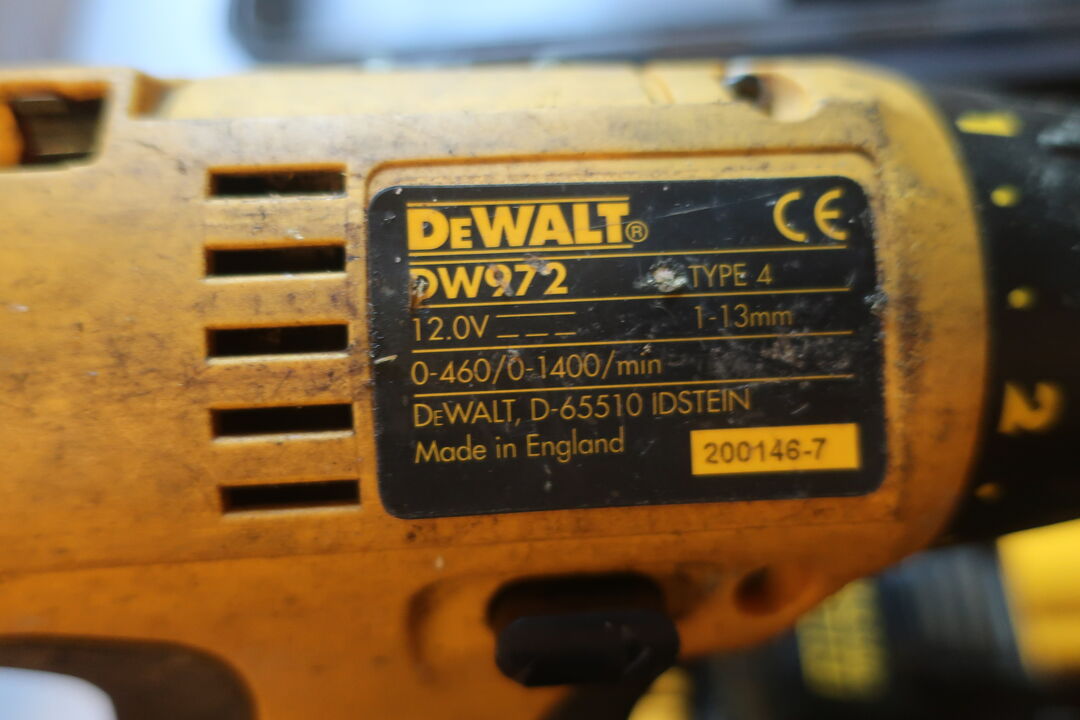 DEWALT® CE
DW972 TYPE 4
12.0V 1-13mm
0-460/0-1400/min
DEWALT, D-65510 IDSTEIN
Made in England 200146-7
2